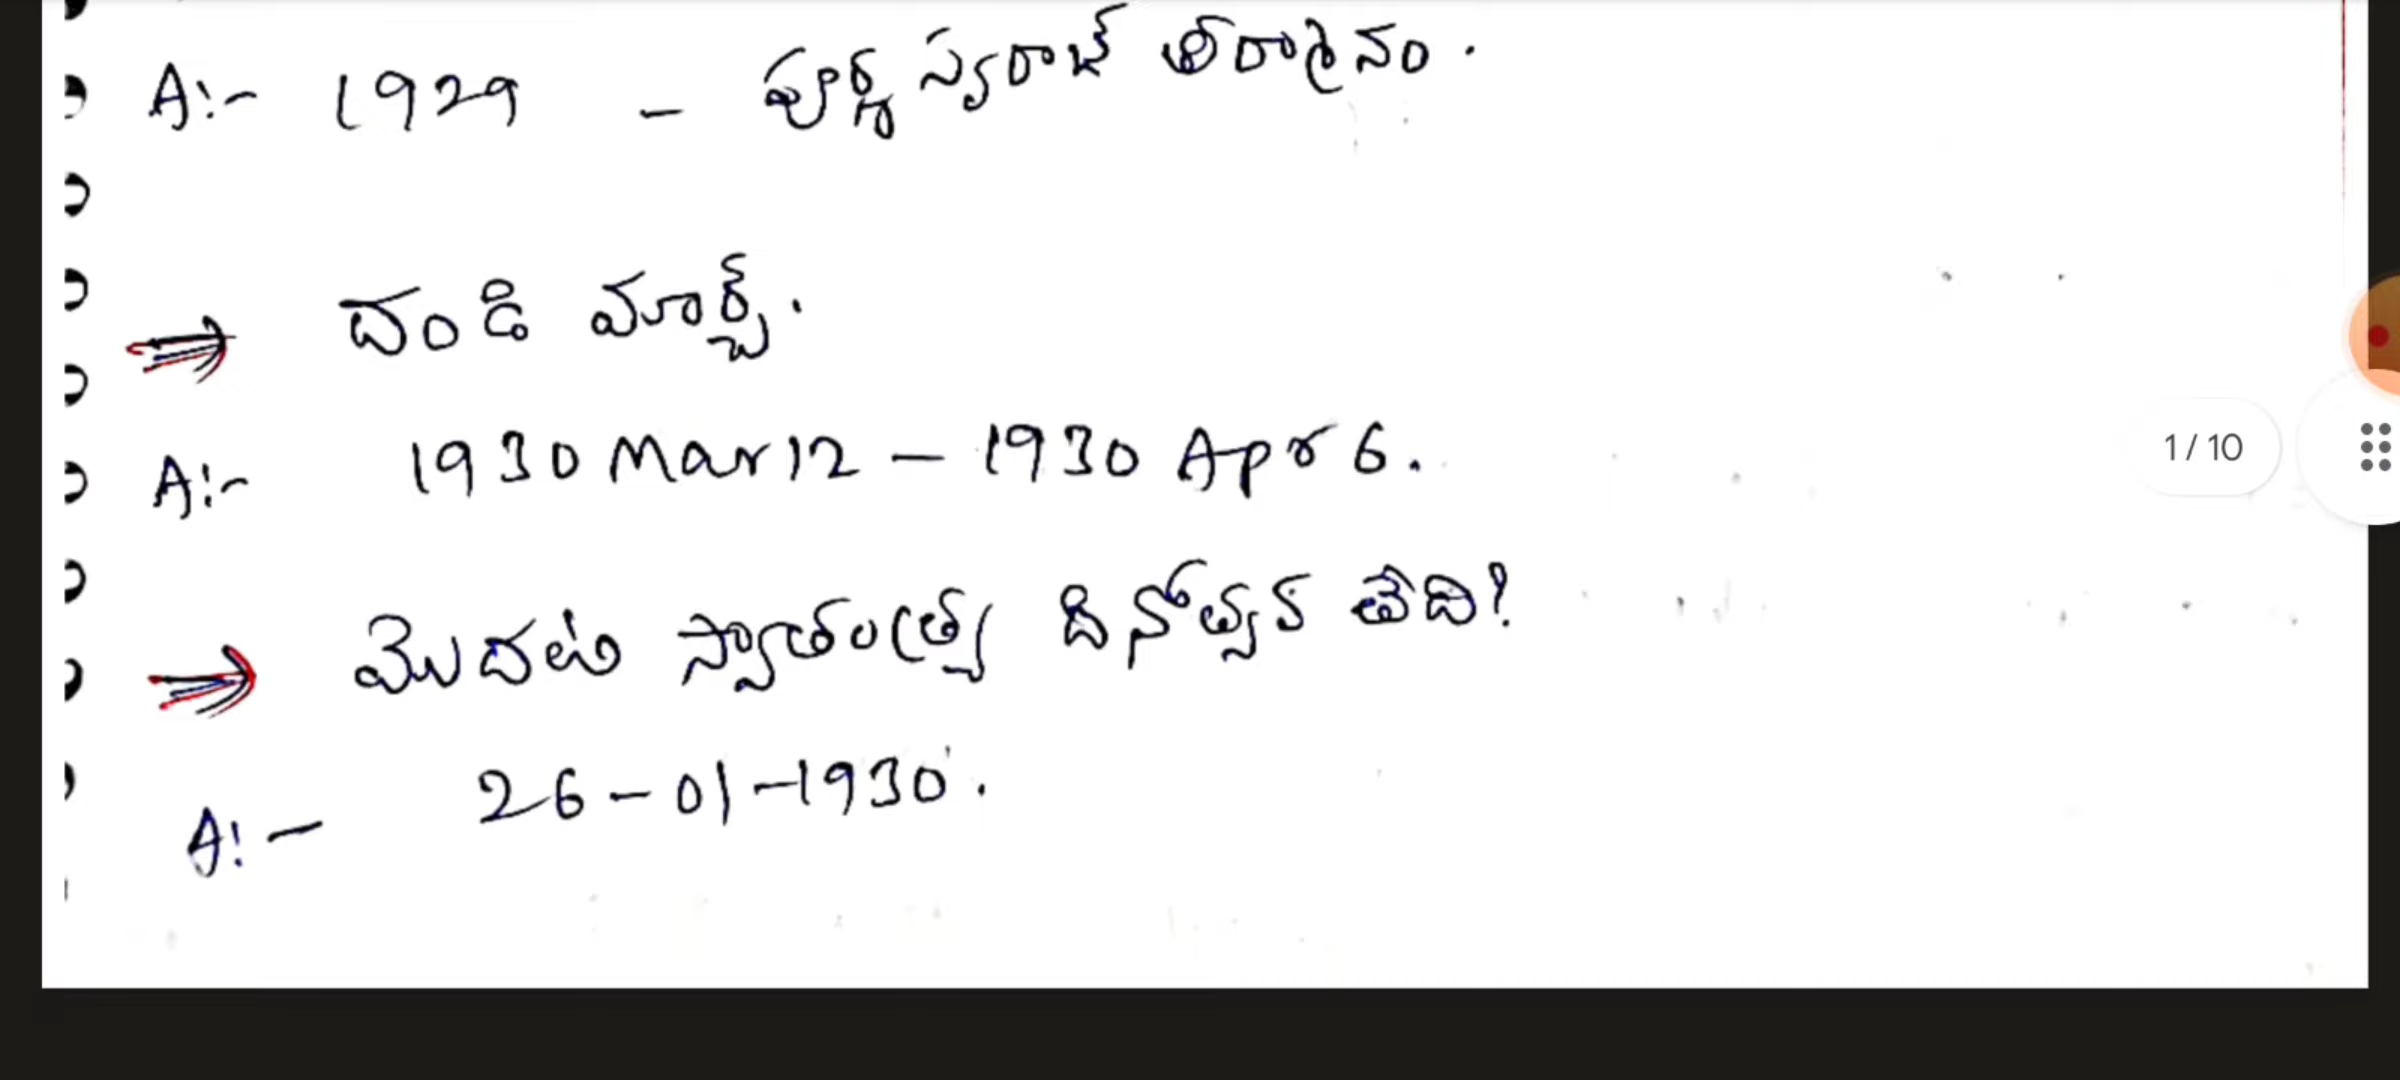 A:- 1929 - పూర్ణ స్వరాజ్ తీర్మానం.
⇒ దండి మార్చ్.
A:- 1930 Mar 12 - 1930 Apr 6.
1 / 10
⇒ మొదటి స్వాతంత్ర్య దినోత్సవ తేది?
A:- 26-01-1930.